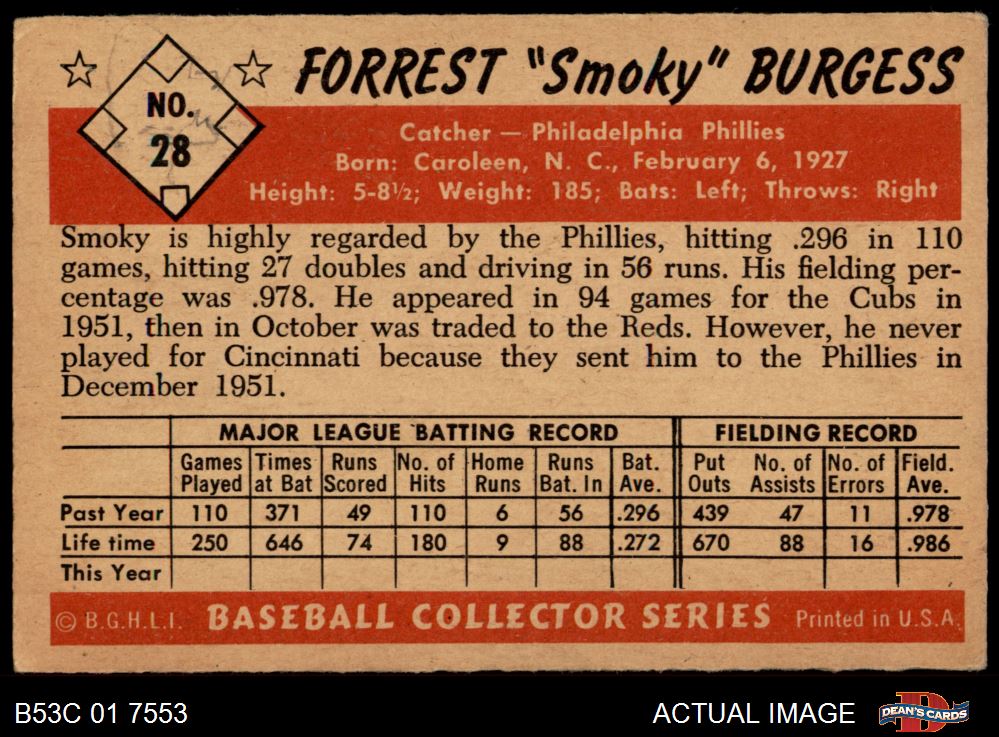 FORREST "Smoky" BURGESS
NO.
28
Catcher — Philadelphia Phillies
Born: Caroleen, N. C., February 6, 1927
Height: 5-8½; Weight: 185; Bats: Left; Throws: Right
Smoky is highly regarded by the Phillies, hitting .296 in 110
games, hitting 27 doubles and driving in 56 runs. His fielding per-
centage was .978. He appeared in 94 games for the Cubs in
1951, then in October was traded to the Reds. However, he never
played for Cincinnati because they sent him to the Phillies in
December 1951.
MAJOR LEAGUE BATTING RECORD FIELDING RECORD
Games Times Runs No. of Home Runs Bat. Put No. of No. of Field.
Played at Bat Scored Hits Runs Bat. In Ave. Outs Assists Errors Ave.
Past Year 110 371 49 110 6 56 .296 439 47 11 .978
Life time 250 646 74 180 9 88 .272 670 88 16 .986
This Year
© B.G.H.L.I. BASEBALL COLLECTOR SERIES Printed in U.S.A.
B53C 01 7553 ACTUAL IMAGE DEAN'S CARDS